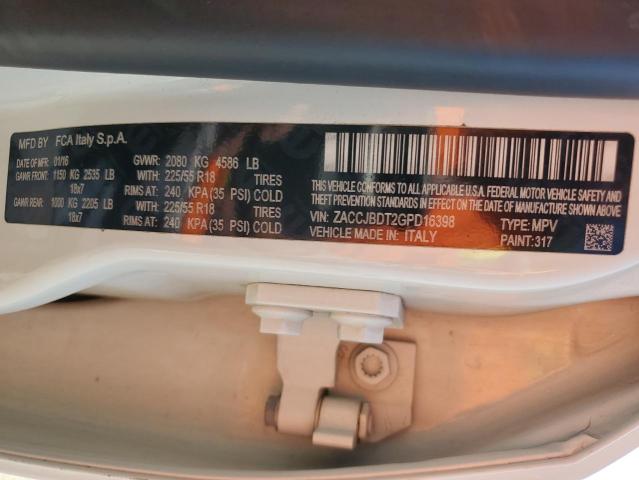 MFD BY FCA Italy S.p.A.
DATE OF MFR: 01/16 GVWR: 2080 KG 4586 LB
GAWR FRONT: 1150 KG 2535 LB WITH: 225/55 R18 TIRES
18x7 RIMS AT: 240 KPA (35 PSI) COLD
GAWR REAR: 1000 KG 2205 LB WITH: 225/55 R18 TIRES
18x7 RIMS AT: 240 KPA (35 PSI) COLD
THIS VEHICLE CONFORMS TO ALL APPLICABLE U.S.A. FEDERAL MOTOR VEHICLE SAFETY AND
THEFT PREVENTION STANDARDS IN EFFECT ON THE DATE OF MANUFACTURE SHOWN ABOVE.
VIN: ZACCJBDT2GPD16398 TYPE: MPV
VEHICLE MADE IN: ITALY PAINT: 317